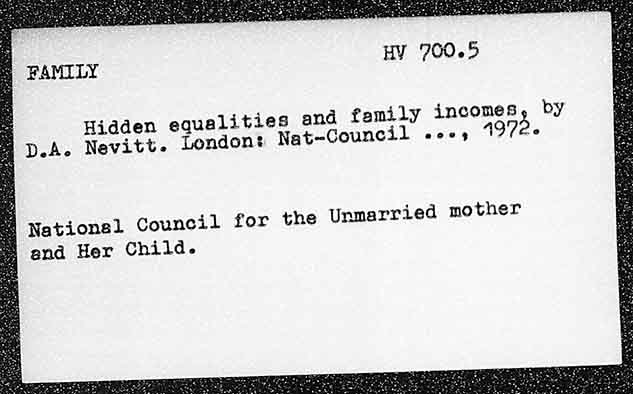 HV 700.5
FAMILY
Hidden equalities and family incomes, by
D.A. Nevitt. London: Nat-Council ..., 1972.
National Council for the Unmarried mother
and Her Child.